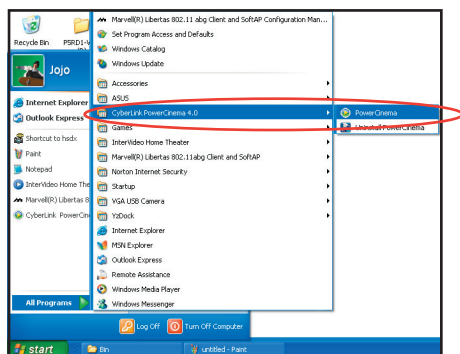 Marvell(R) Libertas 802.11 abg Client and SoftAP Configuration Man...
Set Program Access and Defaults
Windows Catalog
Windows Update
Recycle Bin
P5RD1-V
Jojo
Accessories
ASUS
CyberLink PowerCinema 4.0
Games
InterVideo Home Theater
Marvell(R) Libertas 802.11abg Client and SoftAP
Norton Internet Security
Startup
VGA USB Camera
YzDock
Internet Explorer
MSN Explorer
Outlook Express
Remote Assistance
Windows Media Player
Windows Messenger
PowerCinema
Uninstall PowerCinema
Internet Explorer
Outlook Express
Shortcut to hsdx
Paint
Notepad
InterVideo Home The
Marvell(R) Libertas 8
CyberLink PowerCin
All Programs
Log Off
Turn Off Computer
start
Bin
untitled - Paint